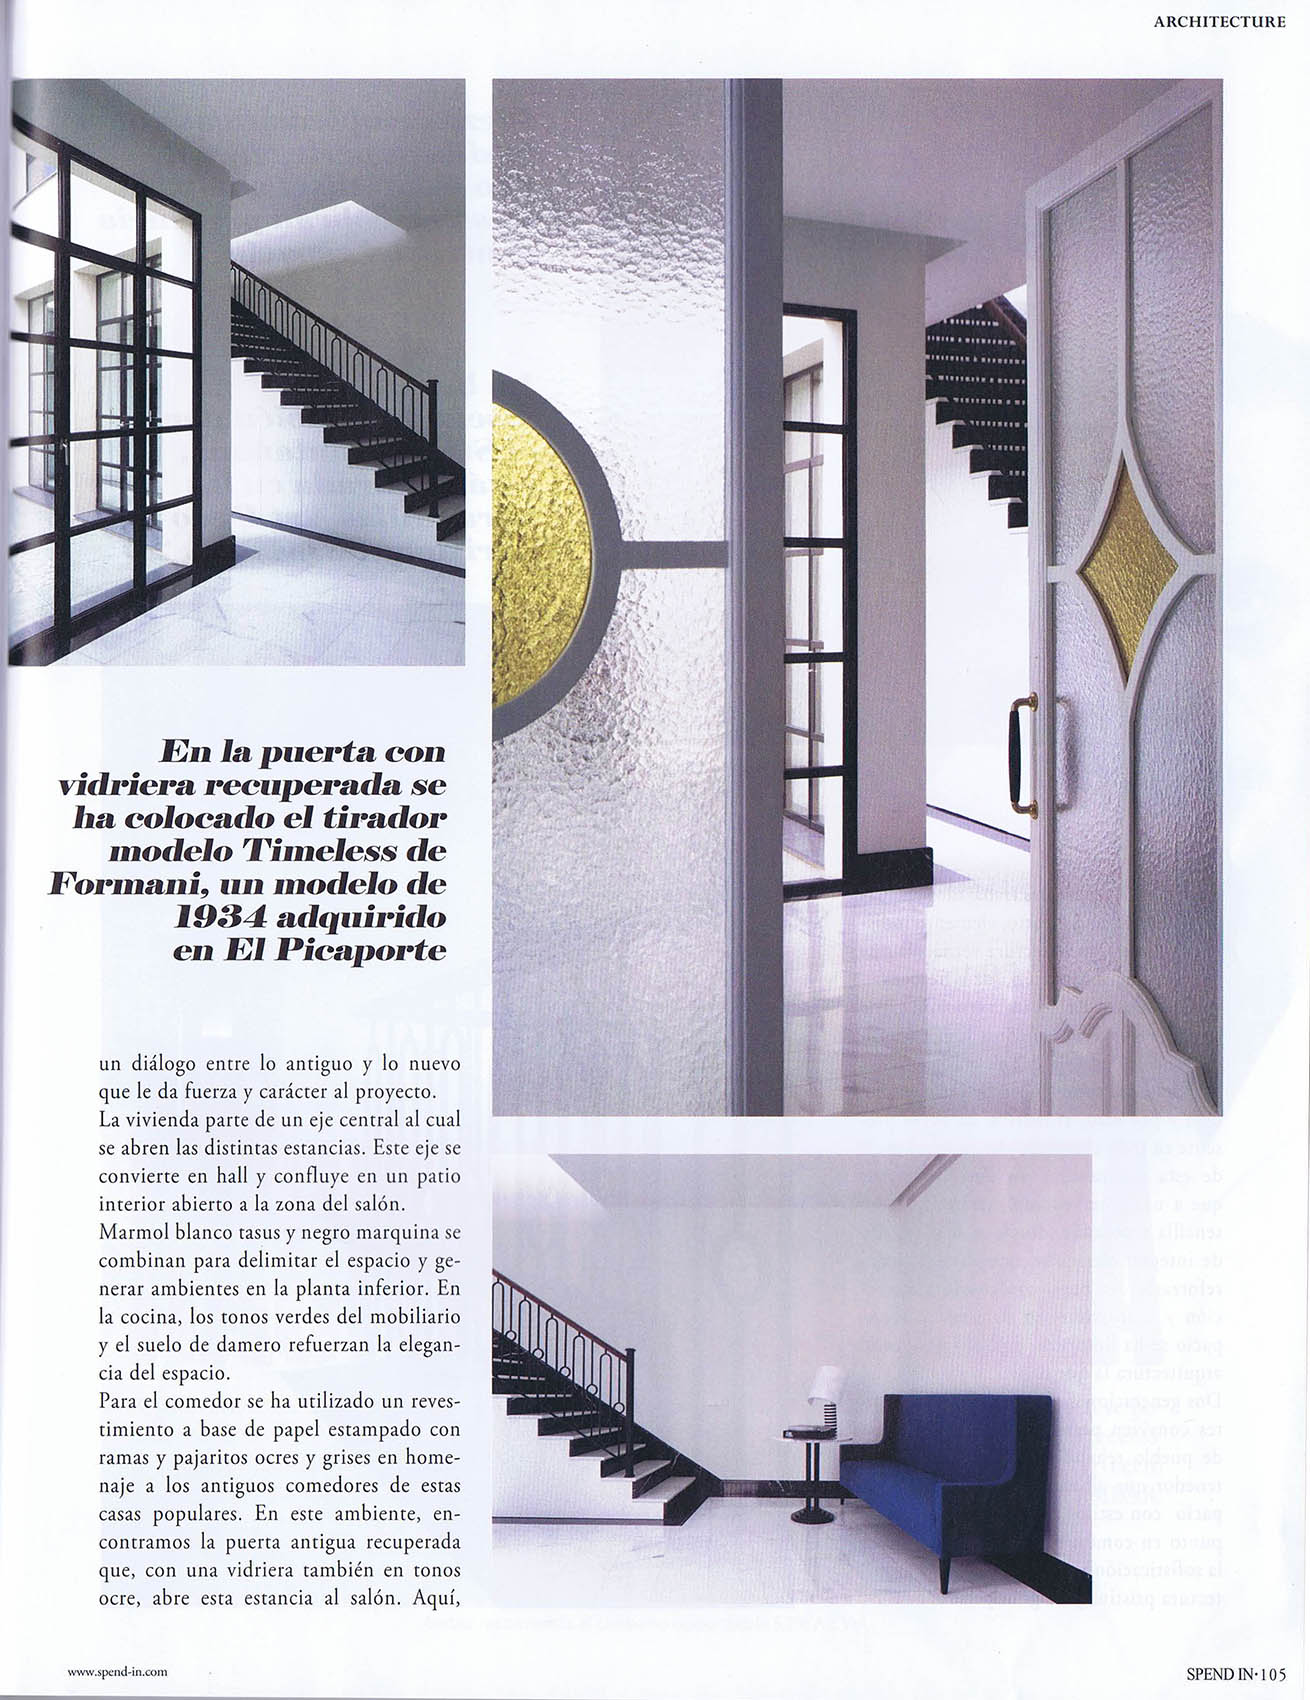 ARCHITECTURE
En la puerta con
vidriera recuperada se
ha colocado el tirador
modelo Timeless de
Formani, un modelo de
1934 adquirido
en El Picaporte
un diálogo entre lo antiguo y lo nuevo
que le da fuerza y carácter al proyecto.
La vivienda parte de un eje central al cual
se abren las distintas estancias. Este eje se
convierte en hall y confluye en un patio
interior abierto a la zona del salón.
Marmol blanco tasus y negro marquina se
combinan para delimitar el espacio y ge-
nerar ambientes en la planta inferior. En
la cocina, los tonos verdes del mobiliario
y el suelo de damero refuerzan la elegan-
cia del espacio.
Para el comedor se ha utilizado un reves-
timiento a base de papel estampado con
ramas y pajaritos ocres y grises en home-
naje a los antiguos comedores de estas
casas populares. En este ambiente, en-
contramos la puerta antigua recuperada
que, con una vidriera también en tonos
ocre, abre esta estancia al salón. Aquí,
www.spend-in.com
SPEND IN·105